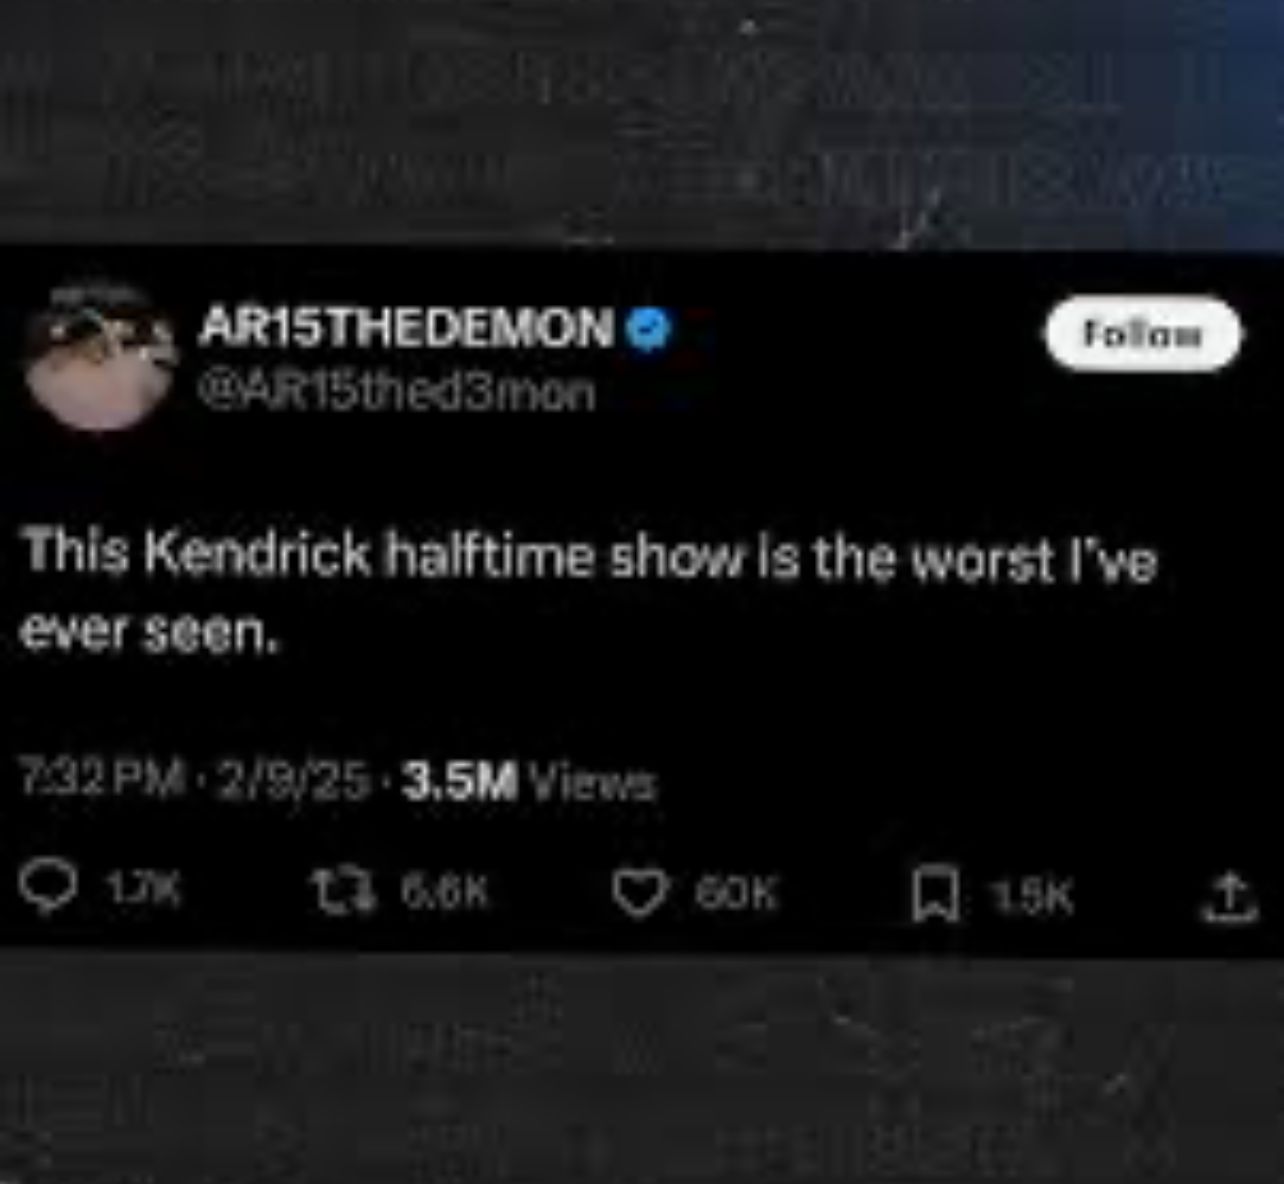 AR15THEDEMON
Follow
@AR15thed3mon
This Kendrick halftime show is the worst I've
ever seen.
7:32 PM · 2/9/25 · 3.5M Views
1.7K 6.6K 60K 1.5K